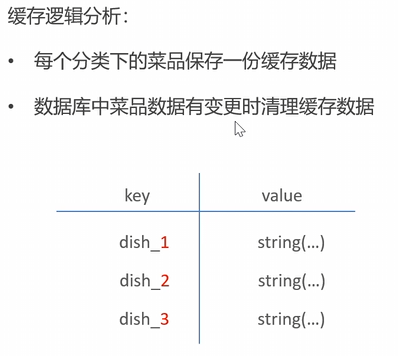 缓存逻辑分析：
• 每个分类下的菜品保存一份缓存数据
• 数据库中菜品数据有变更时清理缓存数据
key value
dish_1 string(...)
dish_2 string(...)
dish_3 string(...)